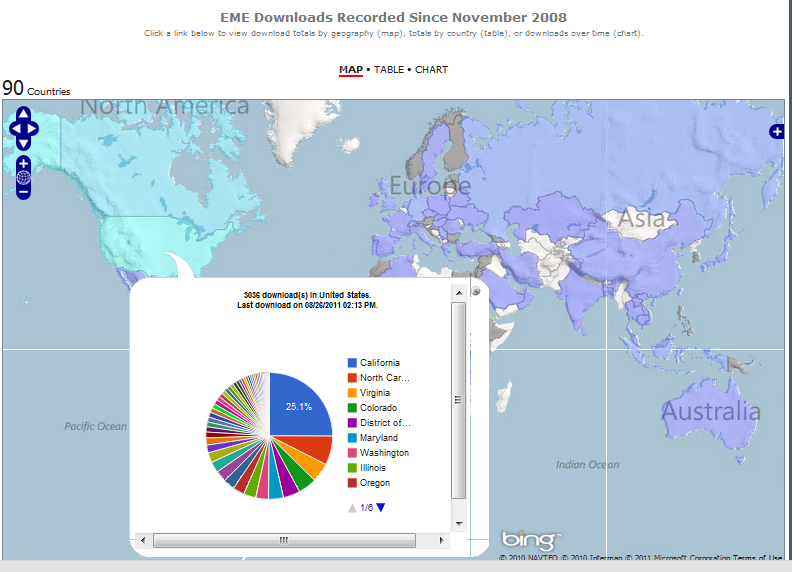 EME Downloads Recorded Since November 2008
Click a link below to view download totals by geography (map), totals by country (table), or downloads over time (chart).
MAP • TABLE • CHART
90 Countries
North America
Europe
Asia
3036 download(s) in United States.
Last download on 08/26/2011 02:13 PM.
25.1%
California
North Car...
Virginia
Colorado
District of...
Maryland
Washington
Illinois
Oregon
1/6
Pacific Ocean
Australia
Indian Ocean
bing™
© 2010 NAVTEQ © 2010 Intermap © 2011 Microsoft Corporation Terms of Use